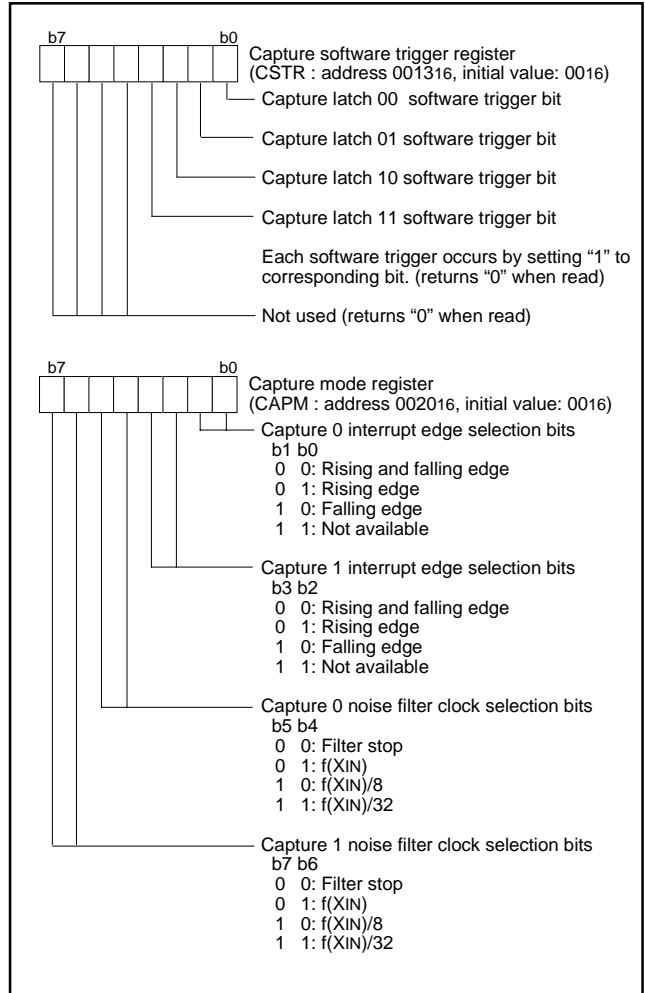 b7 b0
Capture software trigger register
(CSTR : address 001316, initial value: 0016)
Capture latch 00  software trigger bit
Capture latch 01 software trigger bit
Capture latch 10 software trigger bit
Capture latch 11 software trigger bit
Each software trigger occurs by setting “1” to
corresponding bit. (returns “0” when read)
Not used (returns “0” when read)
b7 b0
Capture mode register
(CAPM : address 002016, initial value: 0016)
Capture 0 interrupt edge selection bits
b1 b0
0 0: Rising and falling edge
0 1: Rising edge
1 0: Falling edge
1 1: Not available
Capture 1 interrupt edge selection bits
b3 b2
0 0: Rising and falling edge
0 1: Rising edge
1 0: Falling edge
1 1: Not available
Capture 0 noise filter clock selection bits
b5 b4
0 0: Filter stop
0 1: f(XIN)
1 0: f(XIN)/8
1 1: f(XIN)/32
Capture 1 noise filter clock selection bits
b7 b6
0 0: Filter stop
0 1: f(XIN)
1 0: f(XIN)/8
1 1: f(XIN)/32